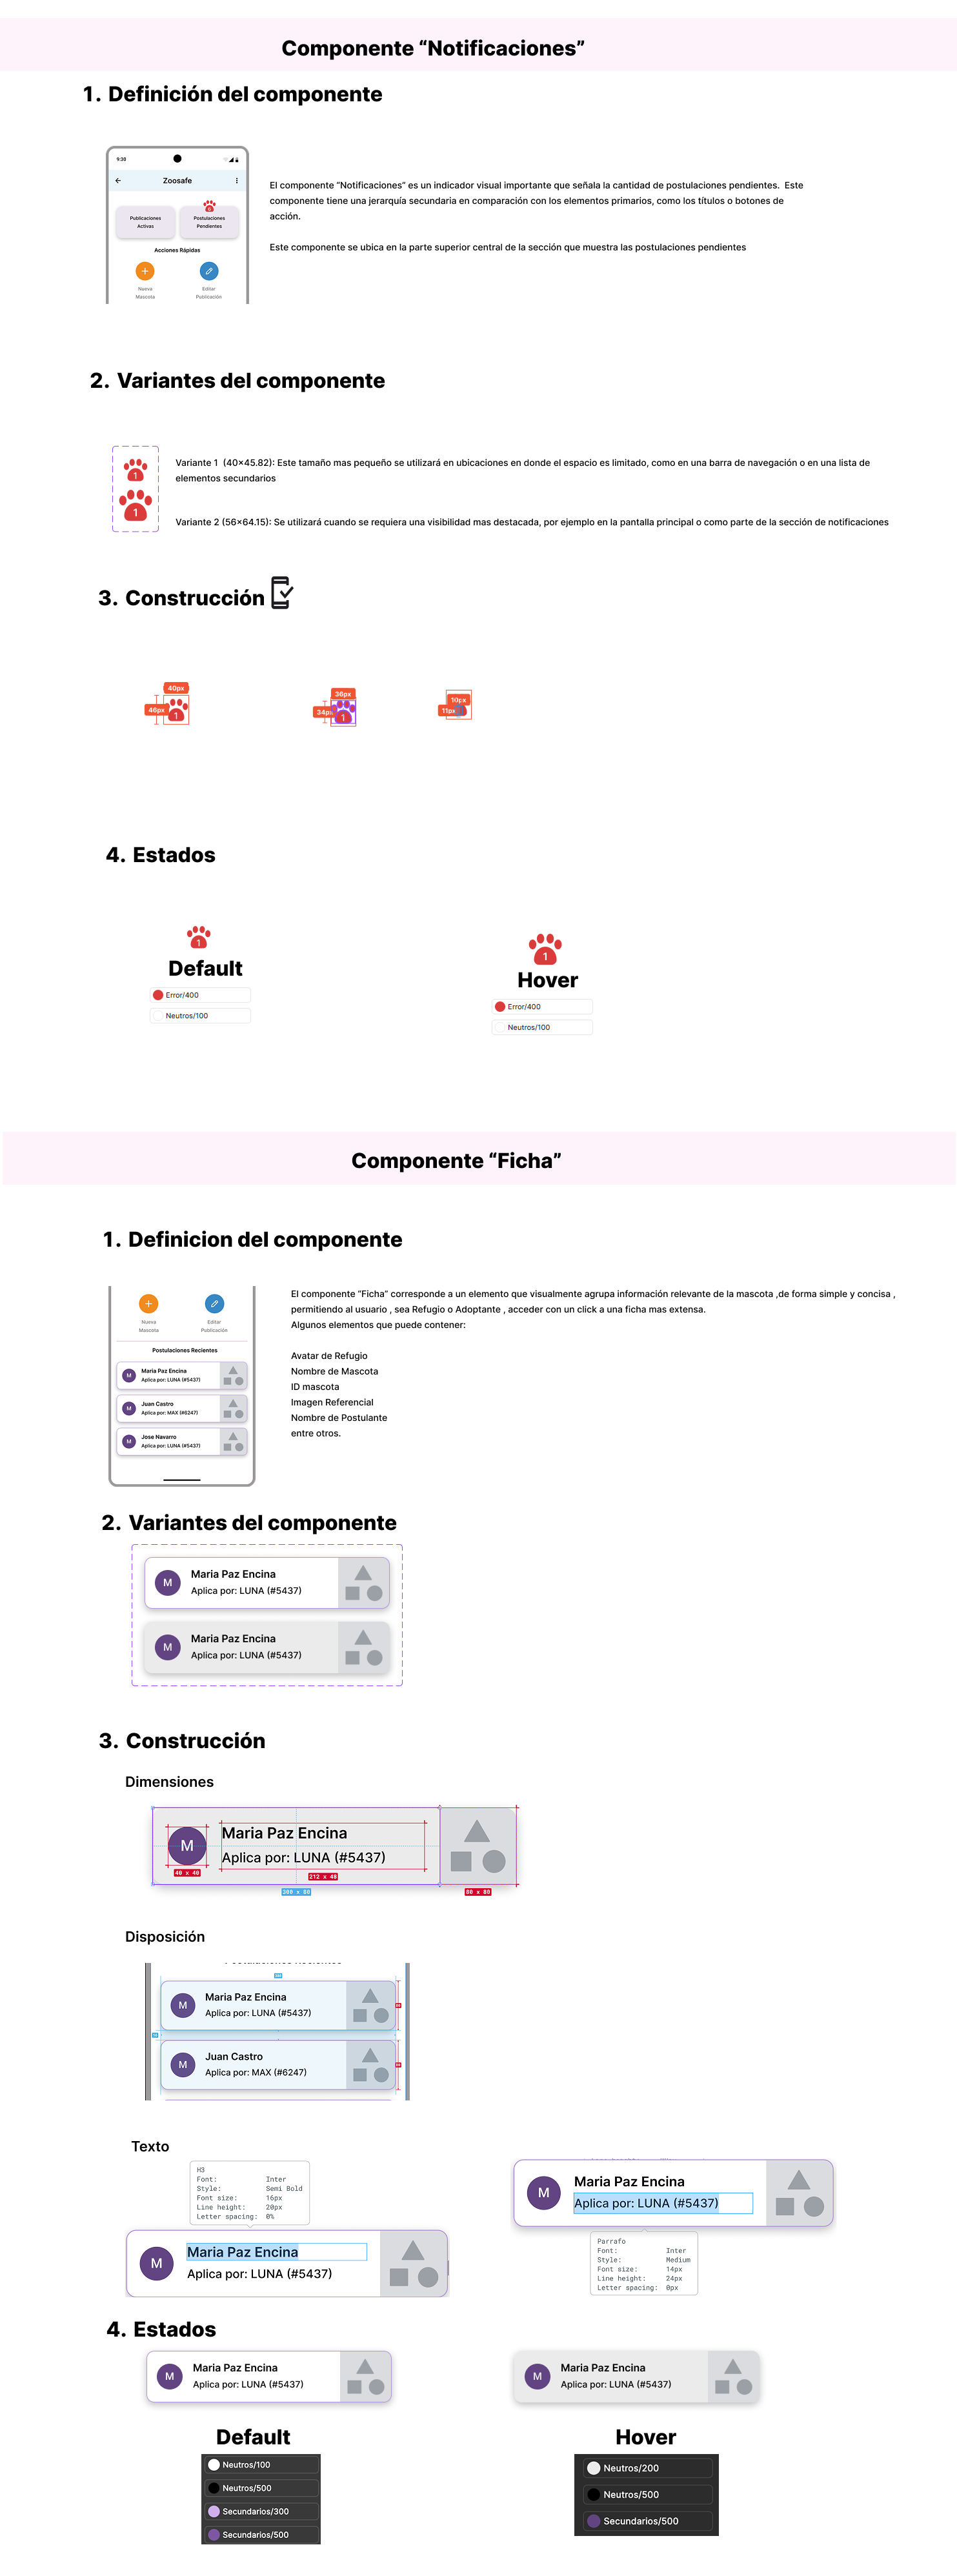 Componente “Notificaciones”
1. Definición del componente
9:30
Zoosafe
Publicaciones
Activas
Postulaciones
Pendientes
Acciones Rápidas
Nueva
Mascota
Editar
Publicación
El componente “Notificaciones” es un indicador visual importante que señala la cantidad de postulaciones pendientes. Este
componente tiene una jerarquía secundaria en comparación con los elementos primarios, como los títulos o botones de
acción.
Este componente se ubica en la parte superior central de la sección que muestra las postulaciones pendientes
2. Variantes del componente
1
1
Variante 1 (40x45.82): Este tamaño mas pequeño se utilizará en ubicaciones en donde el espacio es limitado, como en una barra de navegación o en una lista de
elementos secundarios
Variante 2 (56x64.15): Se utilizará cuando se requiera una visibilidad mas destacada, por ejemplo en la pantalla principal o como parte de la sección de notificaciones
3. Construcción
40px
46px
1
36px
34px
1
10px
11px
4. Estados
1
Default
Error/400
Neutros/100
1
Hover
Error/400
Neutros/100
Componente “Ficha”
1. Definicion del componente
Nueva
Mascota
Editar
Publicación
Postulaciones Recientes
M
Maria Paz Encina
Aplica por: LUNA (#5437)
M
Juan Castro
Aplica por: MAX (#6247)
M
Jose Navarro
Aplica por: LUNA (#5437)
El componente “Ficha” corresponde a un elemento que visualmente agrupa información relevante de la mascota ,de forma simple y concisa ,
permitiendo al usuario , sea Refugio o Adoptante , acceder con un click a una ficha mas extensa.
Algunos elementos que puede contener:
Avatar de Refugio
Nombre de Mascota
ID mascota
Imagen Referencial
Nombre de Postulante
entre otros.
2. Variantes del componente
M
Maria Paz Encina
Aplica por: LUNA (#5437)
M
Maria Paz Encina
Aplica por: LUNA (#5437)
3. Construcción
Dimensiones
M
Maria Paz Encina
Aplica por: LUNA (#5437)
40 x 40
212 x 48
300 x 80
80 x 80
Disposición
M
Maria Paz Encina
Aplica por: LUNA (#5437)
M
Juan Castro
Aplica por: MAX (#6247)
Texto
H3
Font: Inter
Style: Semi Bold
Font size: 16px
Line height: 20px
Letter spacing: 0%
M
Maria Paz Encina
Aplica por: LUNA (#5437)
M
Maria Paz Encina
Aplica por: LUNA (#5437)
Parrafo
Font: Inter
Style: Medium
Font size: 14px
Line height: 24px
Letter spacing: 0px
4. Estados
M
Maria Paz Encina
Aplica por: LUNA (#5437)
Default
Neutros/100
Neutros/500
Secundarios/300
Secundarios/500
M
Maria Paz Encina
Aplica por: LUNA (#5437)
Hover
Neutros/200
Neutros/500
Secundarios/500